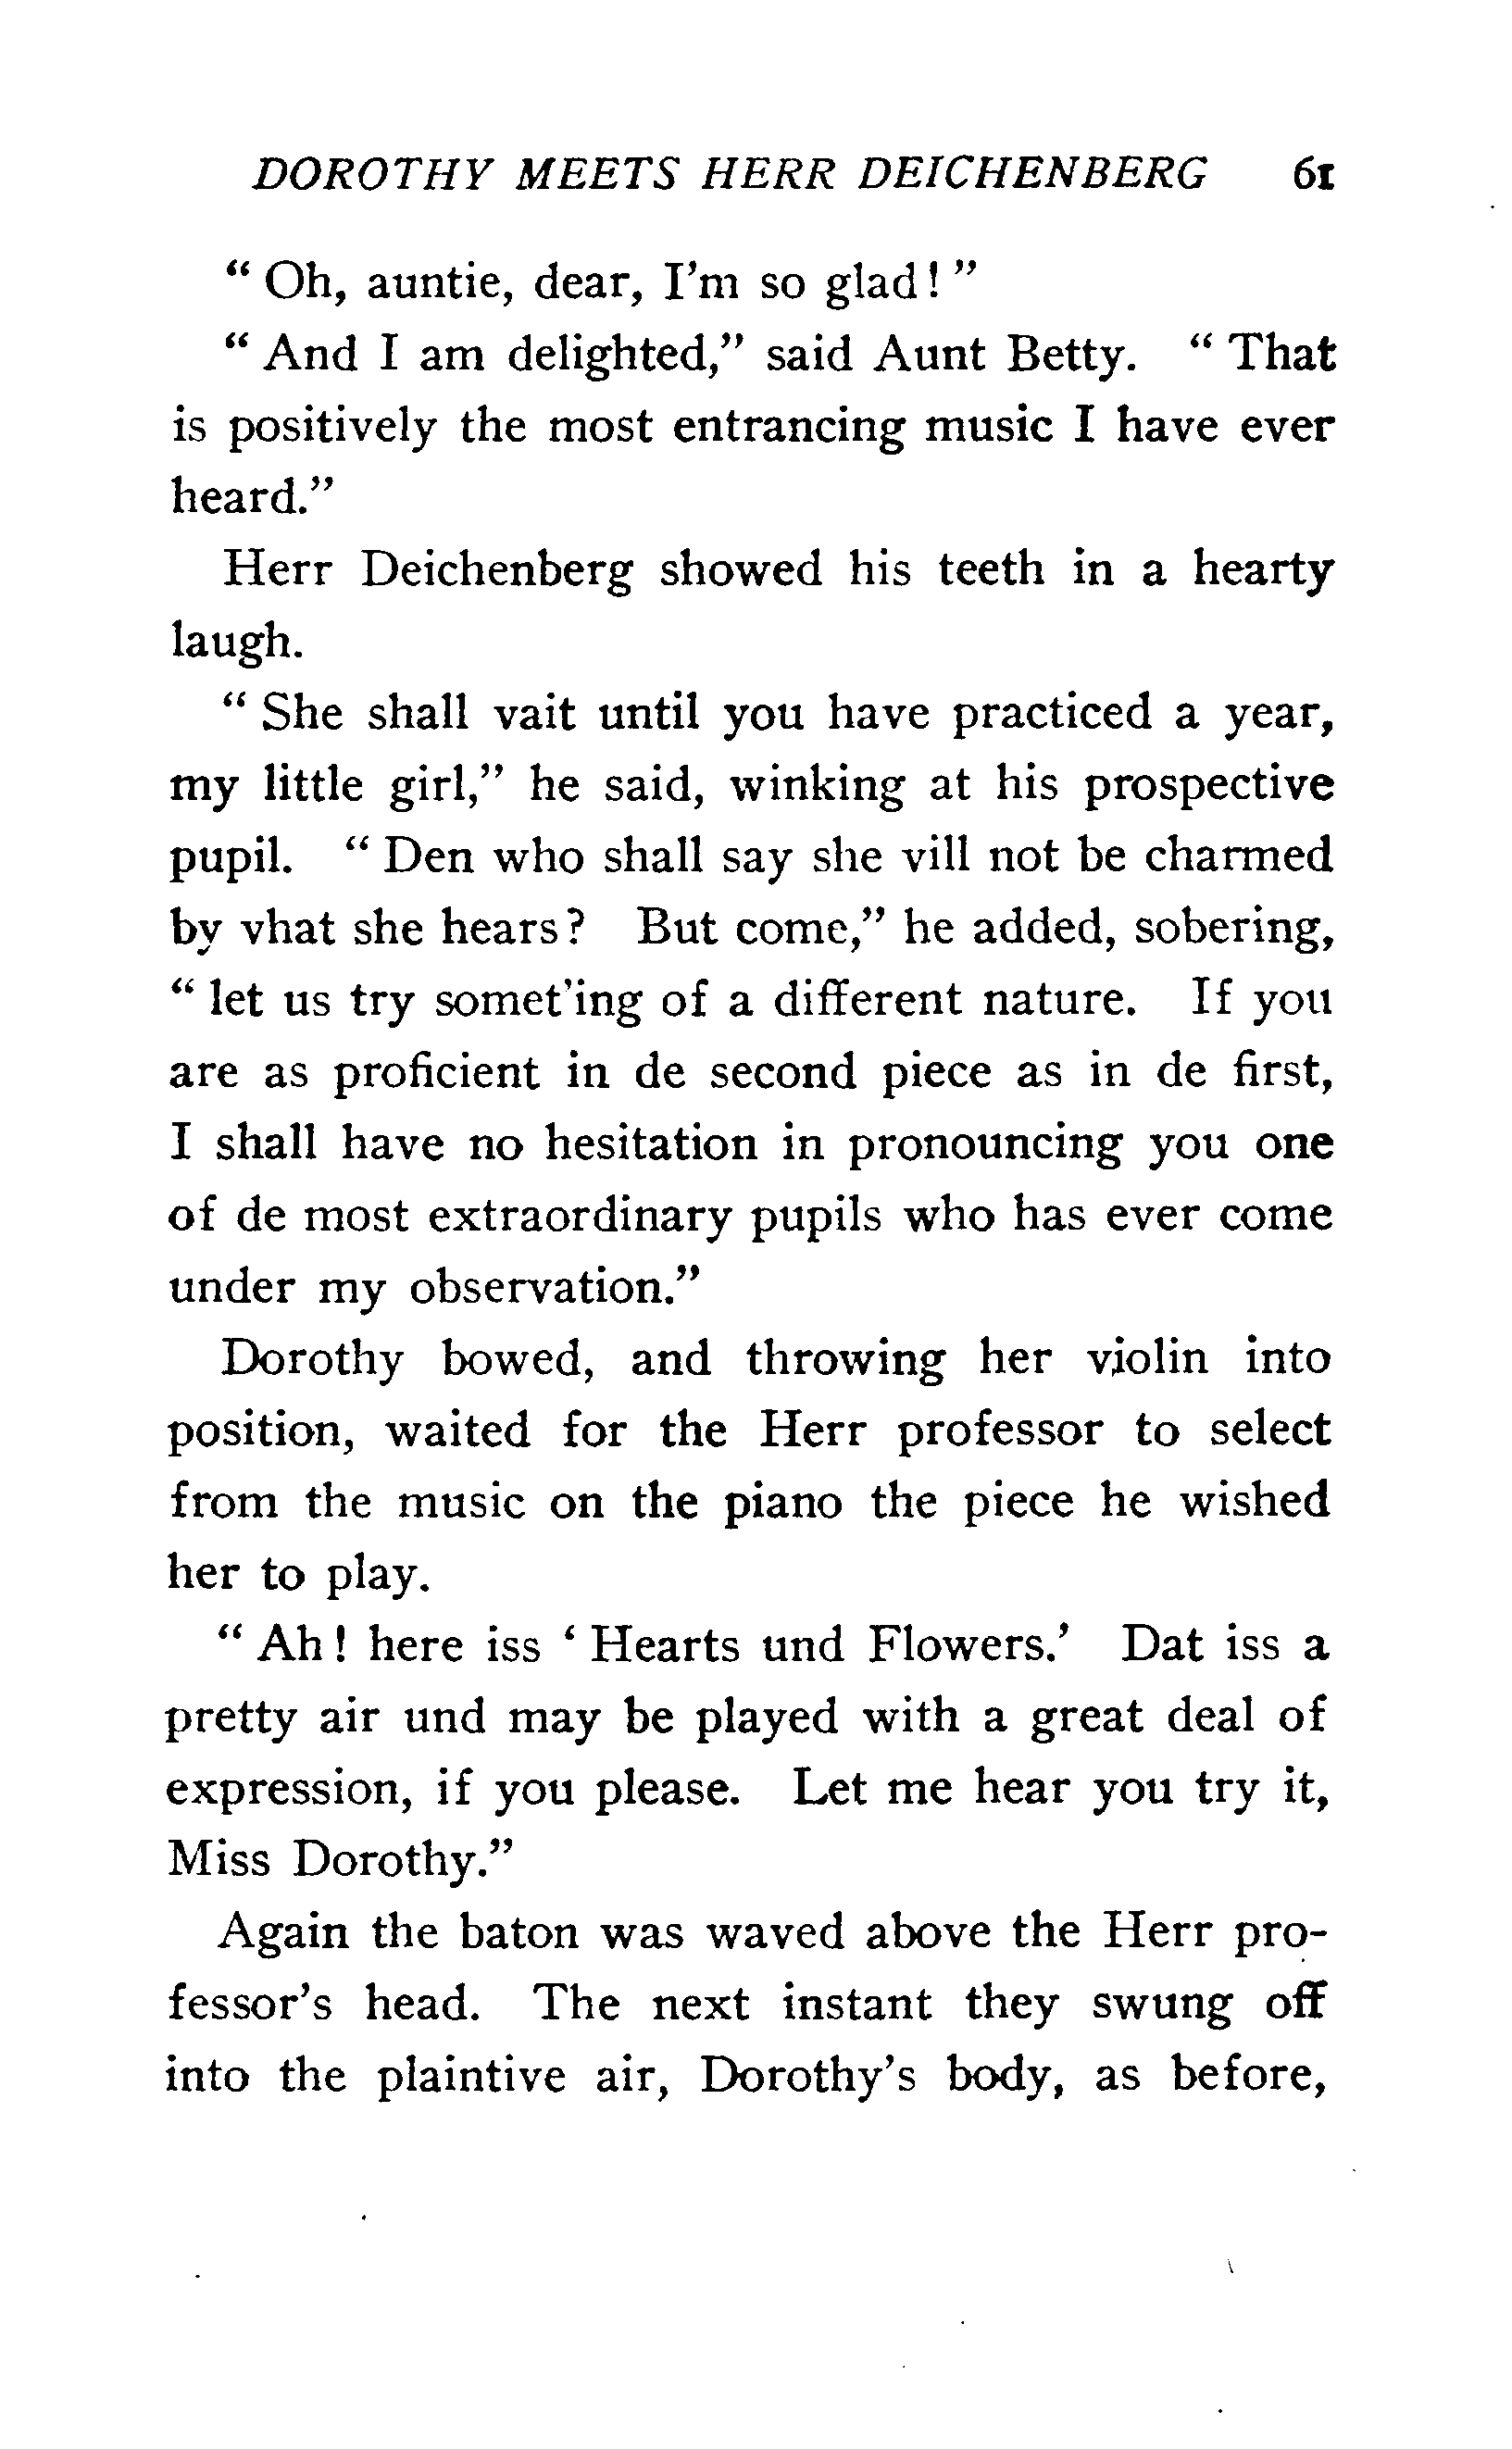 DOROTHY MEETS HERR DEICHENBERG 61
“ Oh, auntie, dear, I’m so glad ! ”
“ And I am delighted,” said Aunt Betty. “ That
is positively the most entrancing music I have ever
heard.”
Herr Deichenberg showed his teeth in a hearty
laugh.
“ She shall vait until you have practiced a year,
my little girl,” he said, winking at his prospective
pupil. “ Den who shall say she vill not be charmed
by vhat she hears ? But come,” he added, sobering,
“ let us try somet’ing of a different nature. If you
are as proficient in de second piece as in de first,
I shall have no hesitation in pronouncing you one
of de most extraordinary pupils who has ever come
under my observation.”
Dorothy bowed, and throwing her violin into
position, waited for the Herr professor to select
from the music on the piano the piece he wished
her to play.
“ Ah ! here iss ‘ Hearts und Flowers.’ Dat iss a
pretty air und may be played with a great deal of
expression, if you please. Let me hear you try it,
Miss Dorothy.”
Again the baton was waved above the Herr pro-
fessor’s head. The next instant they swung off
into the plaintive air, Dorothy’s body, as before,